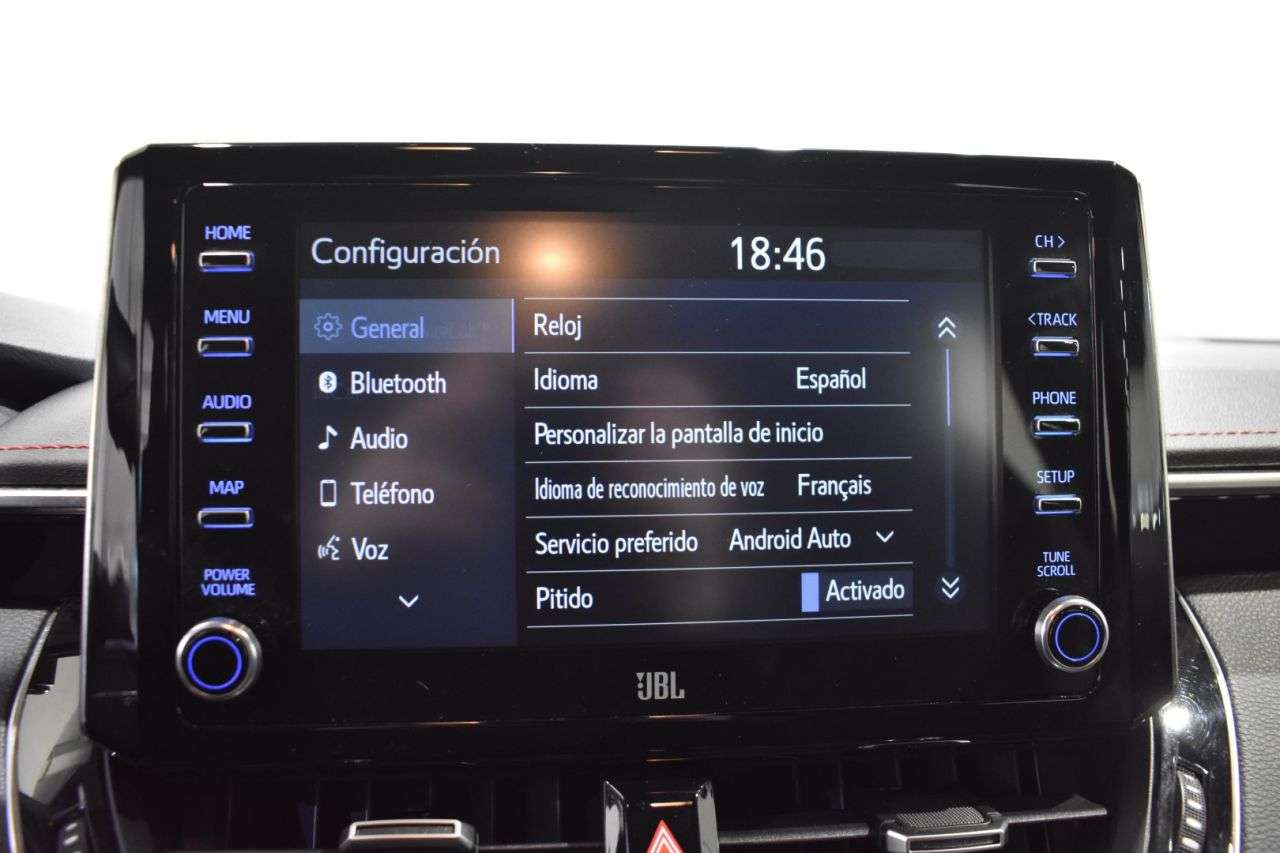 HOME
MENU
AUDIO
MAP
POWER
VOLUME
Configuración
18:46
General
Bluetooth
Audio
Teléfono
Voz
Reloj
Idioma Español
Personalizar la pantalla de inicio
Idioma de reconocimiento de voz Français
Servicio preferido Android Auto
Pitido Activado
CH >
< TRACK
PHONE
SETUP
TUNE
SCROLL
JBL